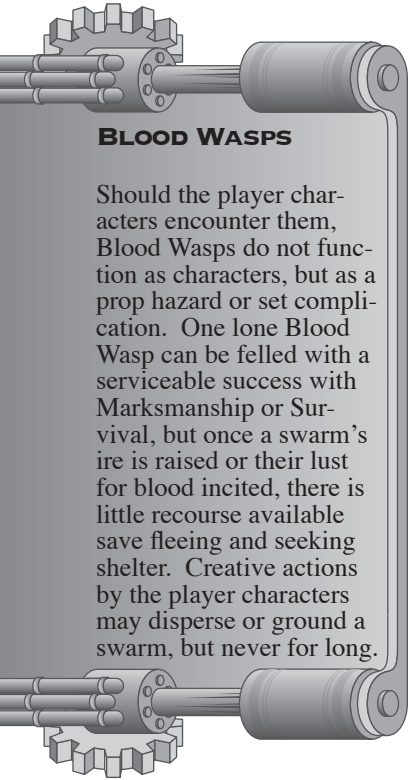 BLOOD WASPS
Should the player char-
acters encounter them,
Blood Wasps do not func-
tion as characters, but as a
prop hazard or set compli-
cation.  One lone Blood
Wasp can be felled with a
serviceable success with
Marksmanship or Sur-
vival, but once a swarm’s
ire is raised or their lust
for blood incited, there is
little recourse available
save fleeing and seeking
shelter.  Creative actions
by the player characters
may disperse or ground a
swarm, but never for long.